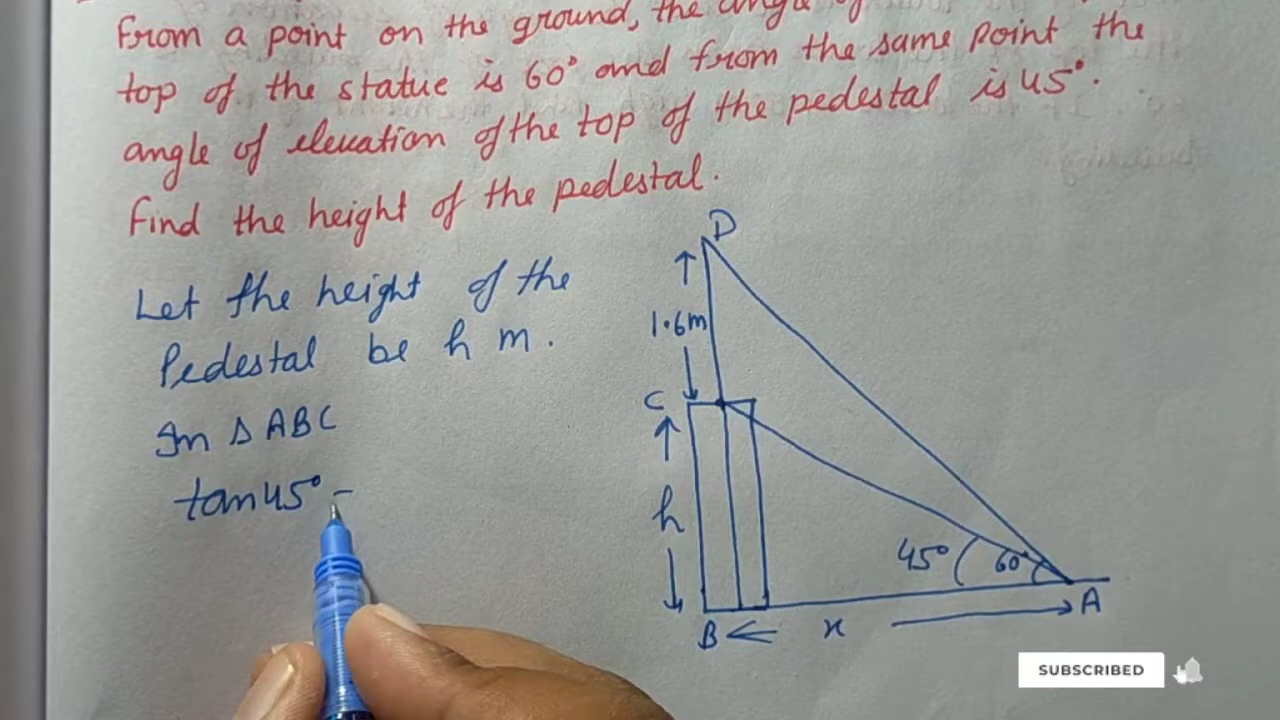 from a point on the ground, the angle of
top of the statue is 60° and from the same point the
angle of elevation of the top of the pedestal is 45°.
Find the height of the pedestal.
Let the height of the
Pedestal be h m.
In Δ ABC
tan45° -
D
1.6m
C
h
45°
60°
B
x
A
SUBSCRIBED